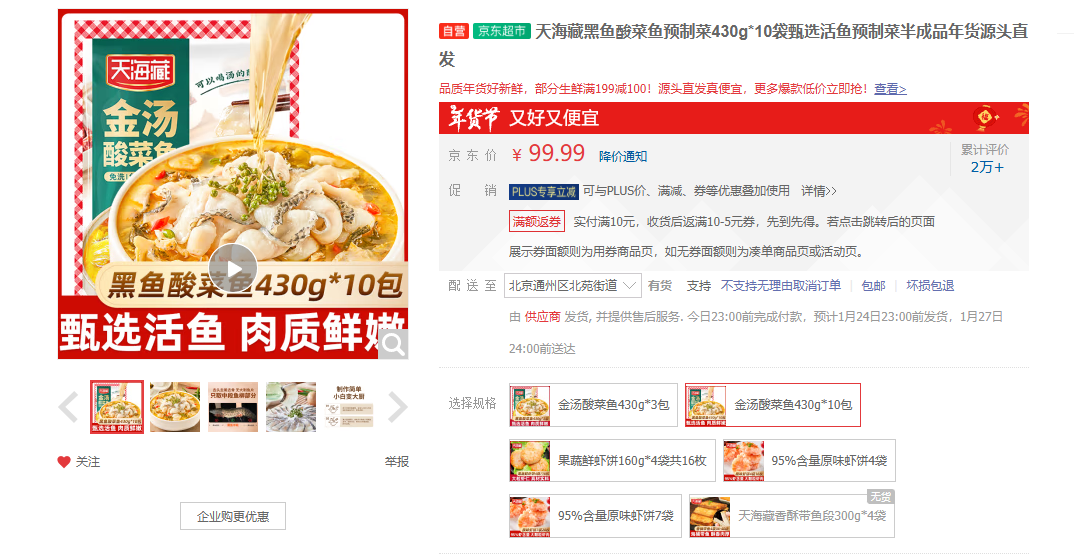 天海藏
可以喝汤的酸
金汤
酸菜鱼
免洗
黑鱼酸菜鱼430g*10包
甄选活鱼 肉质鲜嫩
制作简单
小白变大厨
关注
举报
企业购更优惠
自营 京东超市 天海藏黑鱼酸菜鱼预制菜430g*10袋甄选活鱼预制菜半成品年货源头直
发
品质年货好新鲜，部分生鲜满199减100！源头直发真便宜，更多爆款低价立即抢！查看>
年货节 又好又便宜
京东价 ¥ 99.99 降价通知
累计评价
2万+
促销 PLUS专享立减 可与PLUS价、满减、券等优惠叠加使用 详情>>
满额返券 实付满10元，收货后返满10-5元券，先到先得。若点击跳转后的页面
展示券面额则为用券商品页，如无券面额则为凑单商品页或活动页。
配送至 北京通州区北苑街道 有货 支持 不支持无理由取消订单 | 包邮 | 坏损包退
由 供应商 发货, 并提供售后服务. 今日23:00前完成付款，预计1月24日23:00前发货，1月27日
24:00前送达
选择规格 金汤酸菜鱼430g*3包 金汤酸菜鱼430g*10包
果蔬鲜虾饼160g*4袋共16枚 95%含量原味虾饼4袋
95%含量原味虾饼7袋 天海藏香酥带鱼段300g*4袋 无货